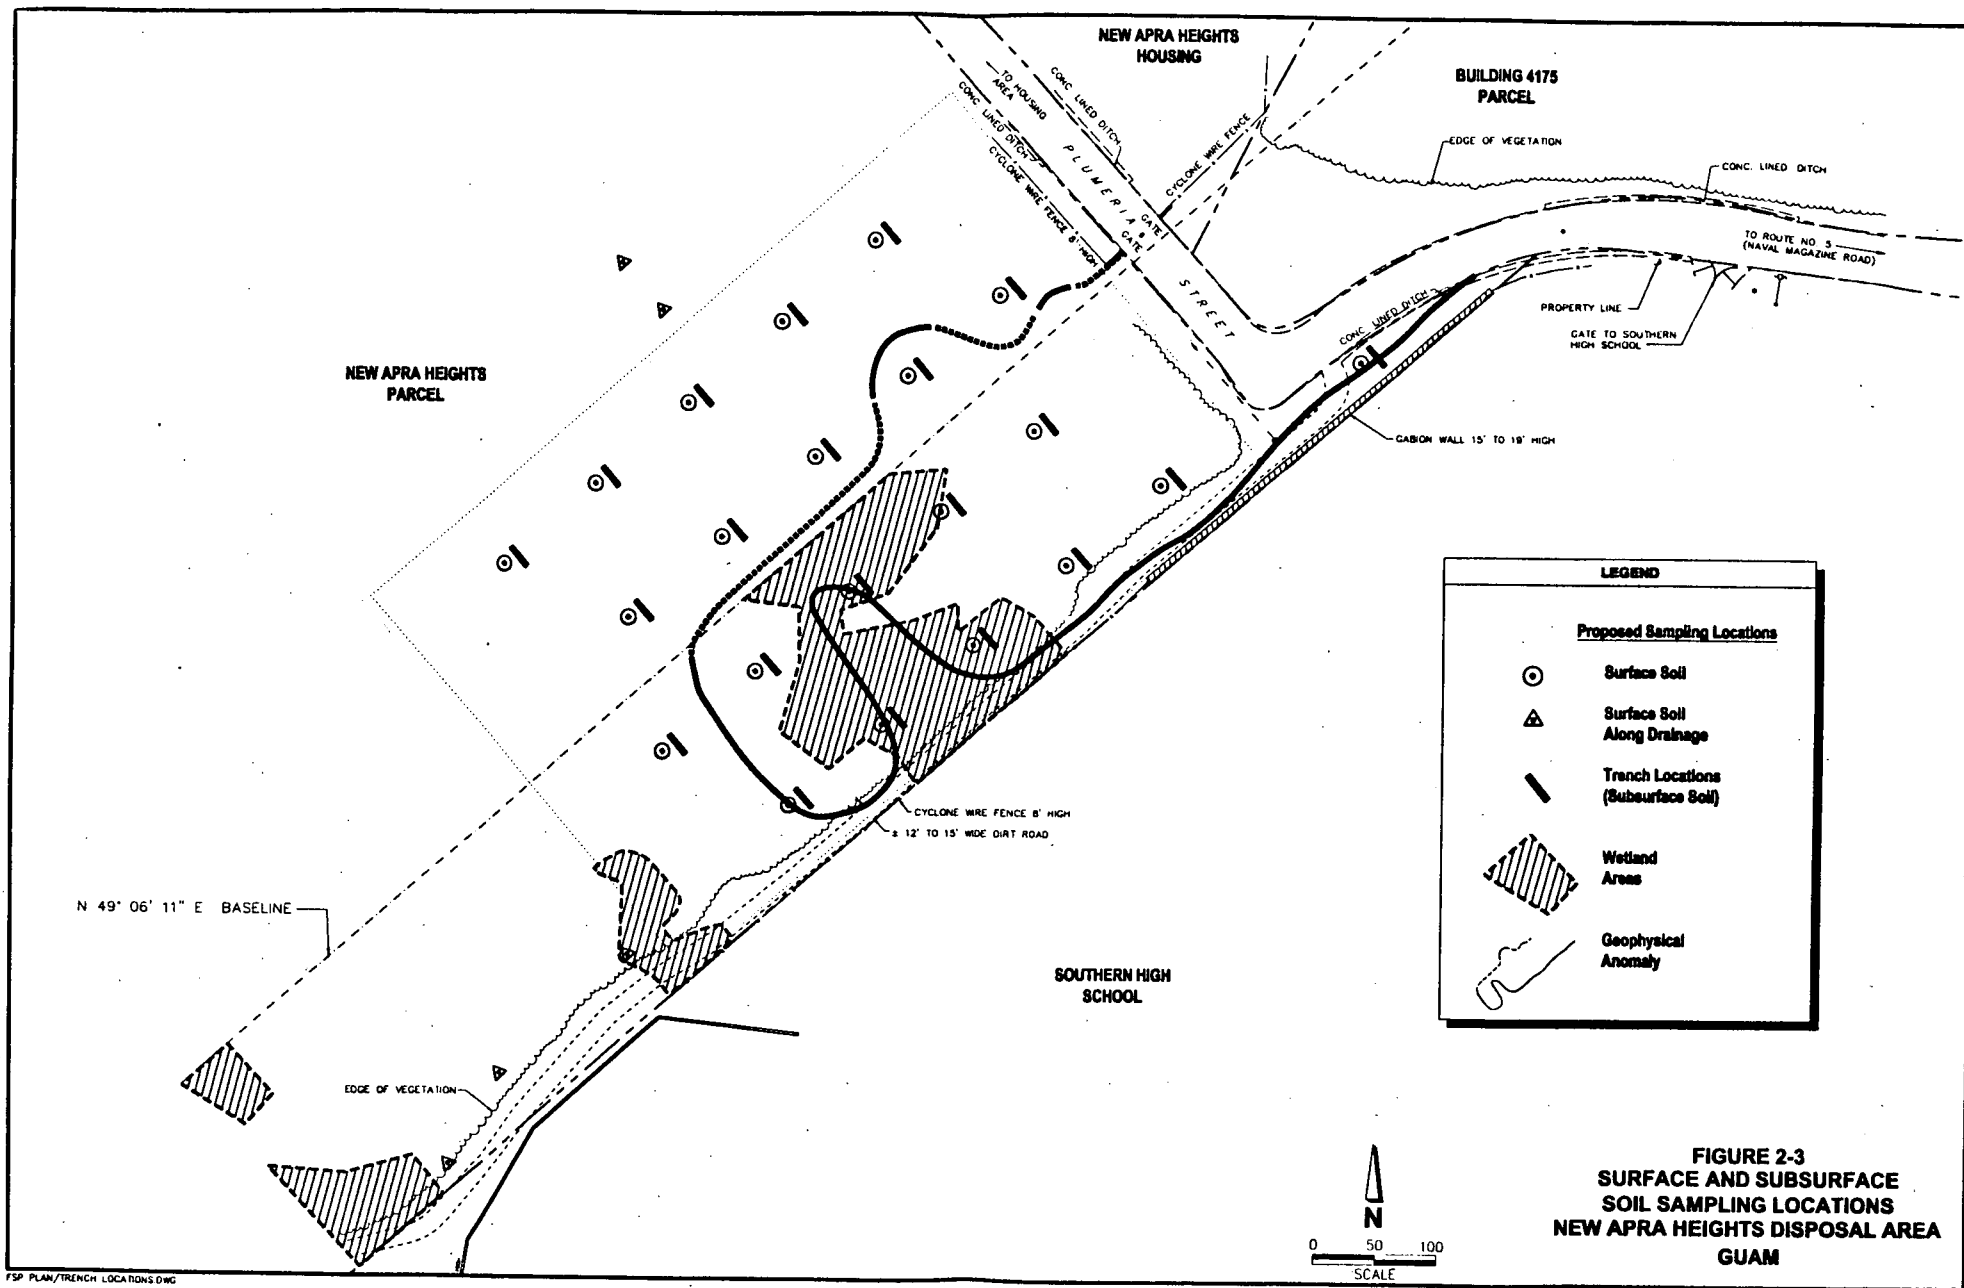 NEW APRA HEIGHTS
HOUSING
BUILDING 4175
PARCEL
TO HOUSING
AREA
CONC LINED DITCH
CONC LINED DITCH
CYCLONE WIRE FENCE 8' HIGH
PLUMERIA
STREET
GATE
GATE
CYCLONE WIRE FENCE
EDGE OF VEGETATION
CONC. LINED DITCH
TO ROUTE NO. 5
(NAVAL MAGAZINE ROAD)
PROPERTY LINE
GATE TO SOUTHERN
HIGH SCHOOL
CONC LINED DITCH
GABION WALL 15' TO 19' HIGH
NEW APRA HEIGHTS
PARCEL
LEGEND
Proposed Sampling Locations
Surface Soil
Surface Soil
Along Drainage
Trench Locations
(Subsurface Soil)
Wetland
Areas
Geophysical
Anomaly
CYCLONE WIRE FENCE 8' HIGH
± 12' TO 15' WIDE DIRT ROAD
N 49° 06' 11" E BASELINE
SOUTHERN HIGH
SCHOOL
EDGE OF VEGETATION
N
0 50 100
SCALE
FIGURE 2-3
SURFACE AND SUBSURFACE
SOIL SAMPLING LOCATIONS
NEW APRA HEIGHTS DISPOSAL AREA
GUAM
FSP PLAN/TRENCH LOCATIONS.DWG